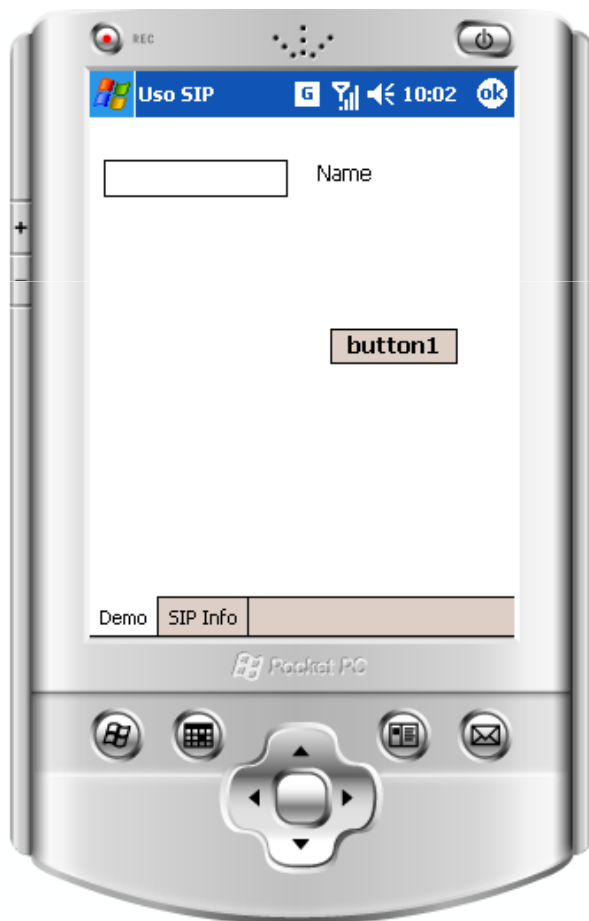 REC
Uso SIP G 10:02 ok
Name
button1
Demo SIP Info
Pocket PC